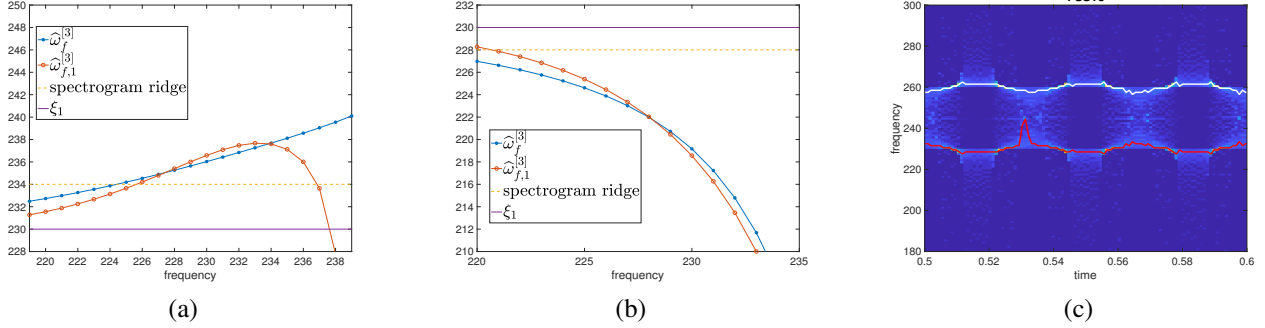 250
248
246
244
242
240
238
236
234
232
230
228
220 222 224 226 228 230 232 234 236 238
frequency
ω̂_f^[3]
ω̂_{f,1}^[3]
spectrogram ridge
ξ_1
(a)
232
230
228
226
224
222
220
218
216
214
212
210
220 225 230 235
frequency
ω̂_f^[3]
ω̂_{f,1}^[3]
spectrogram ridge
ξ_1
(b)
300
280
260
240
220
200
180
frequency
0.5 0.52 0.54 0.56 0.58 0.6
time
(c)